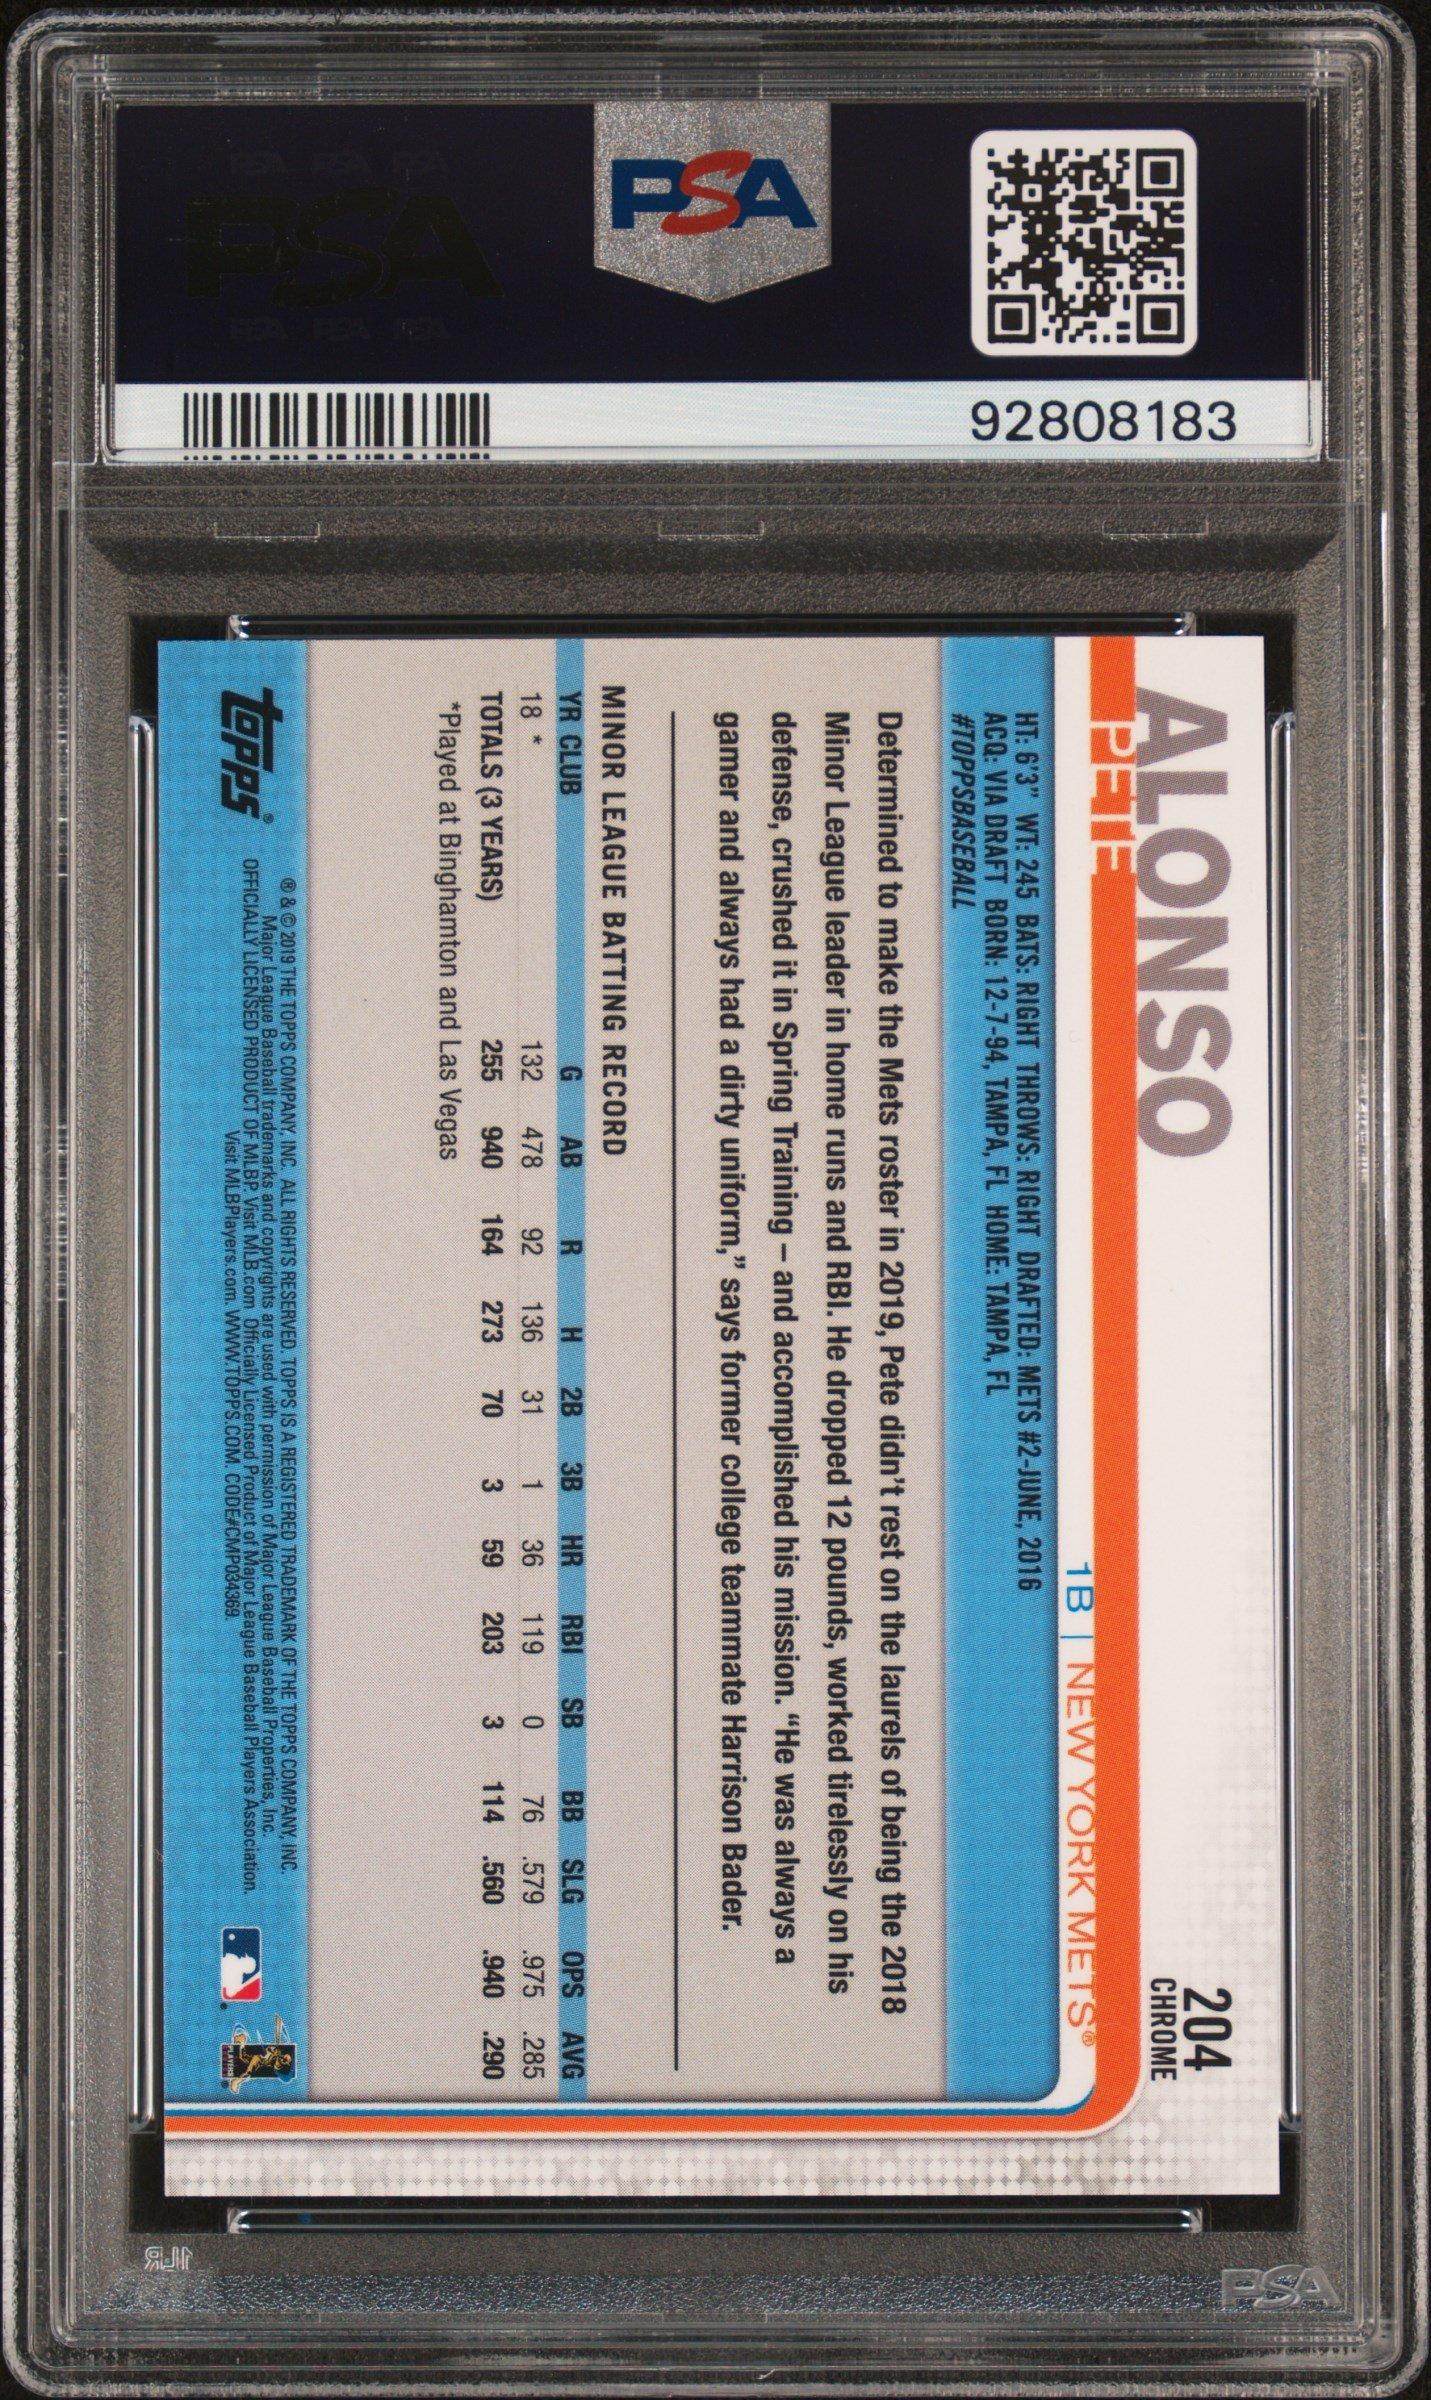 PSA
PSA
92808183
ALONSO
PETE
204
CHROME
1B | NEW YORK METS®
HT: 6'3" WT: 245 BATS: RIGHT THROWS: RIGHT DRAFTED: METS #2-JUNE, 2016
ACQ: VIA DRAFT BORN: 12-7-94, TAMPA, FL HOME: TAMPA, FL
#TOPPSBASEBALL
Determined to make the Mets roster in 2019, Pete didn't rest on the laurels of being the 2018
Minor League leader in home runs and RBI. He dropped 12 pounds, worked tirelessly on his
defense, crushed it in Spring Training – and accomplished his mission. “He was always a
gamer and always had a dirty uniform,” says former college teammate Harrison Bader.
MINOR LEAGUE BATTING RECORD
YR CLUB G AB R H 2B 3B HR RBI SB BB SLG OPS AVG
18 * 132 478 92 136 31 1 36 119 0 76 .579 .975 .285
TOTALS (3 YEARS) 255 940 164 273 70 3 59 203 3 114 .560 .940 .290
*Played at Binghamton and Las Vegas
topps®
® & © 2019 THE TOPPS COMPANY, INC. ALL RIGHTS RESERVED. TOPPS IS A REGISTERED TRADEMARK OF THE TOPPS COMPANY, INC.
Major League Baseball trademarks and copyrights are used with permission of Major League Baseball Properties, Inc.
OFFICIALLY LICENSED PRODUCT OF MLBP. Visit MLB.com Officially Licensed Product of Major League Baseball Players Association.
Visit MLBPlayers.com. WWW.TOPPS.COM. CODE#CMP034369.
PSA